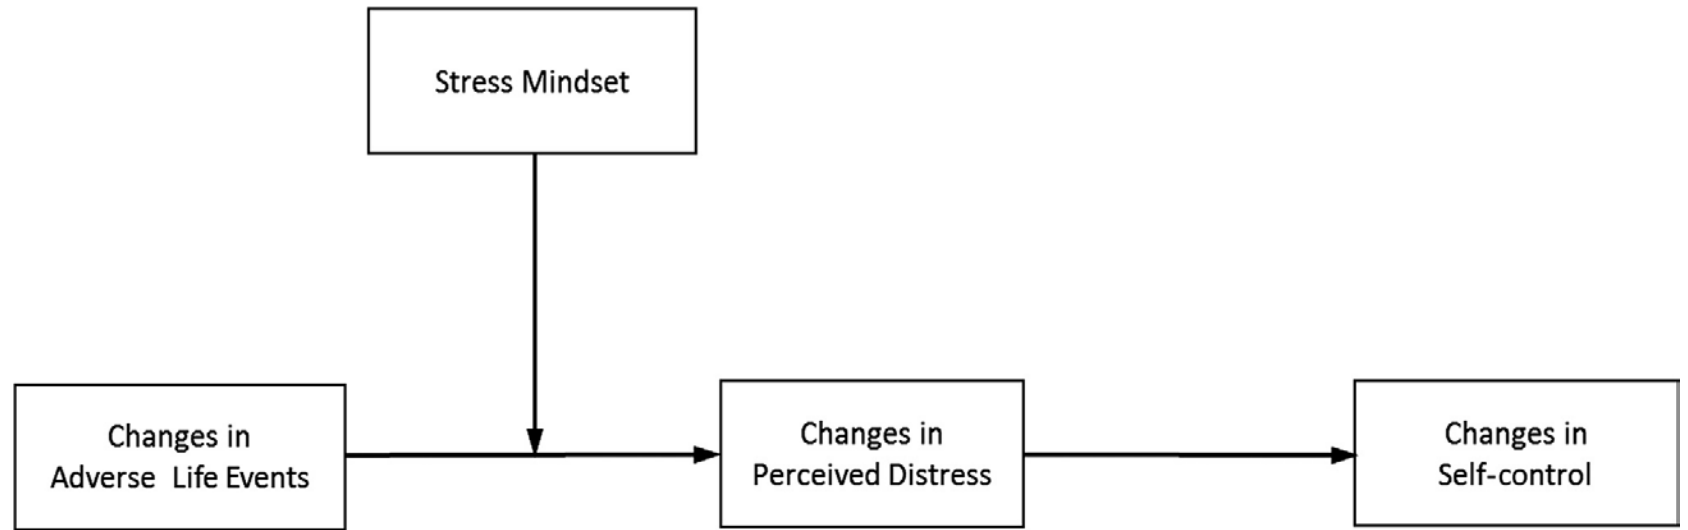 Stress Mindset
Changes in
Adverse Life Events
Changes in
Perceived Distress
Changes in
Self-control